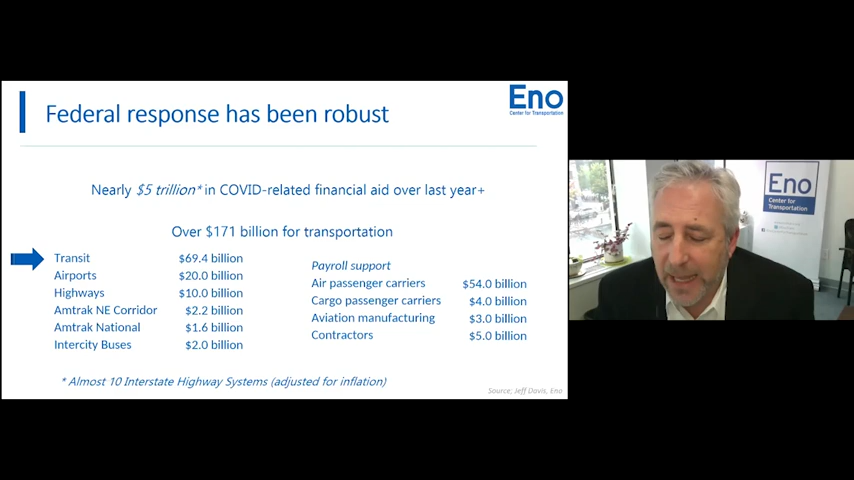 Federal response has been robust
Eno
Center for Transportation
Nearly $5 trillion* in COVID-related financial aid over last year+
Over $171 billion for transportation
Transit $69.4 billion
Airports $20.0 billion
Highways $10.0 billion
Amtrak NE Corridor $2.2 billion
Amtrak National $1.6 billion
Intercity Buses $2.0 billion
Payroll support
Air passenger carriers $54.0 billion
Cargo passenger carriers $4.0 billion
Aviation manufacturing $3.0 billion
Contractors $5.0 billion
* Almost 10 Interstate Highway Systems (adjusted for inflation)
Source; Jeff Davis, Eno
Eno
Center for
Transportation